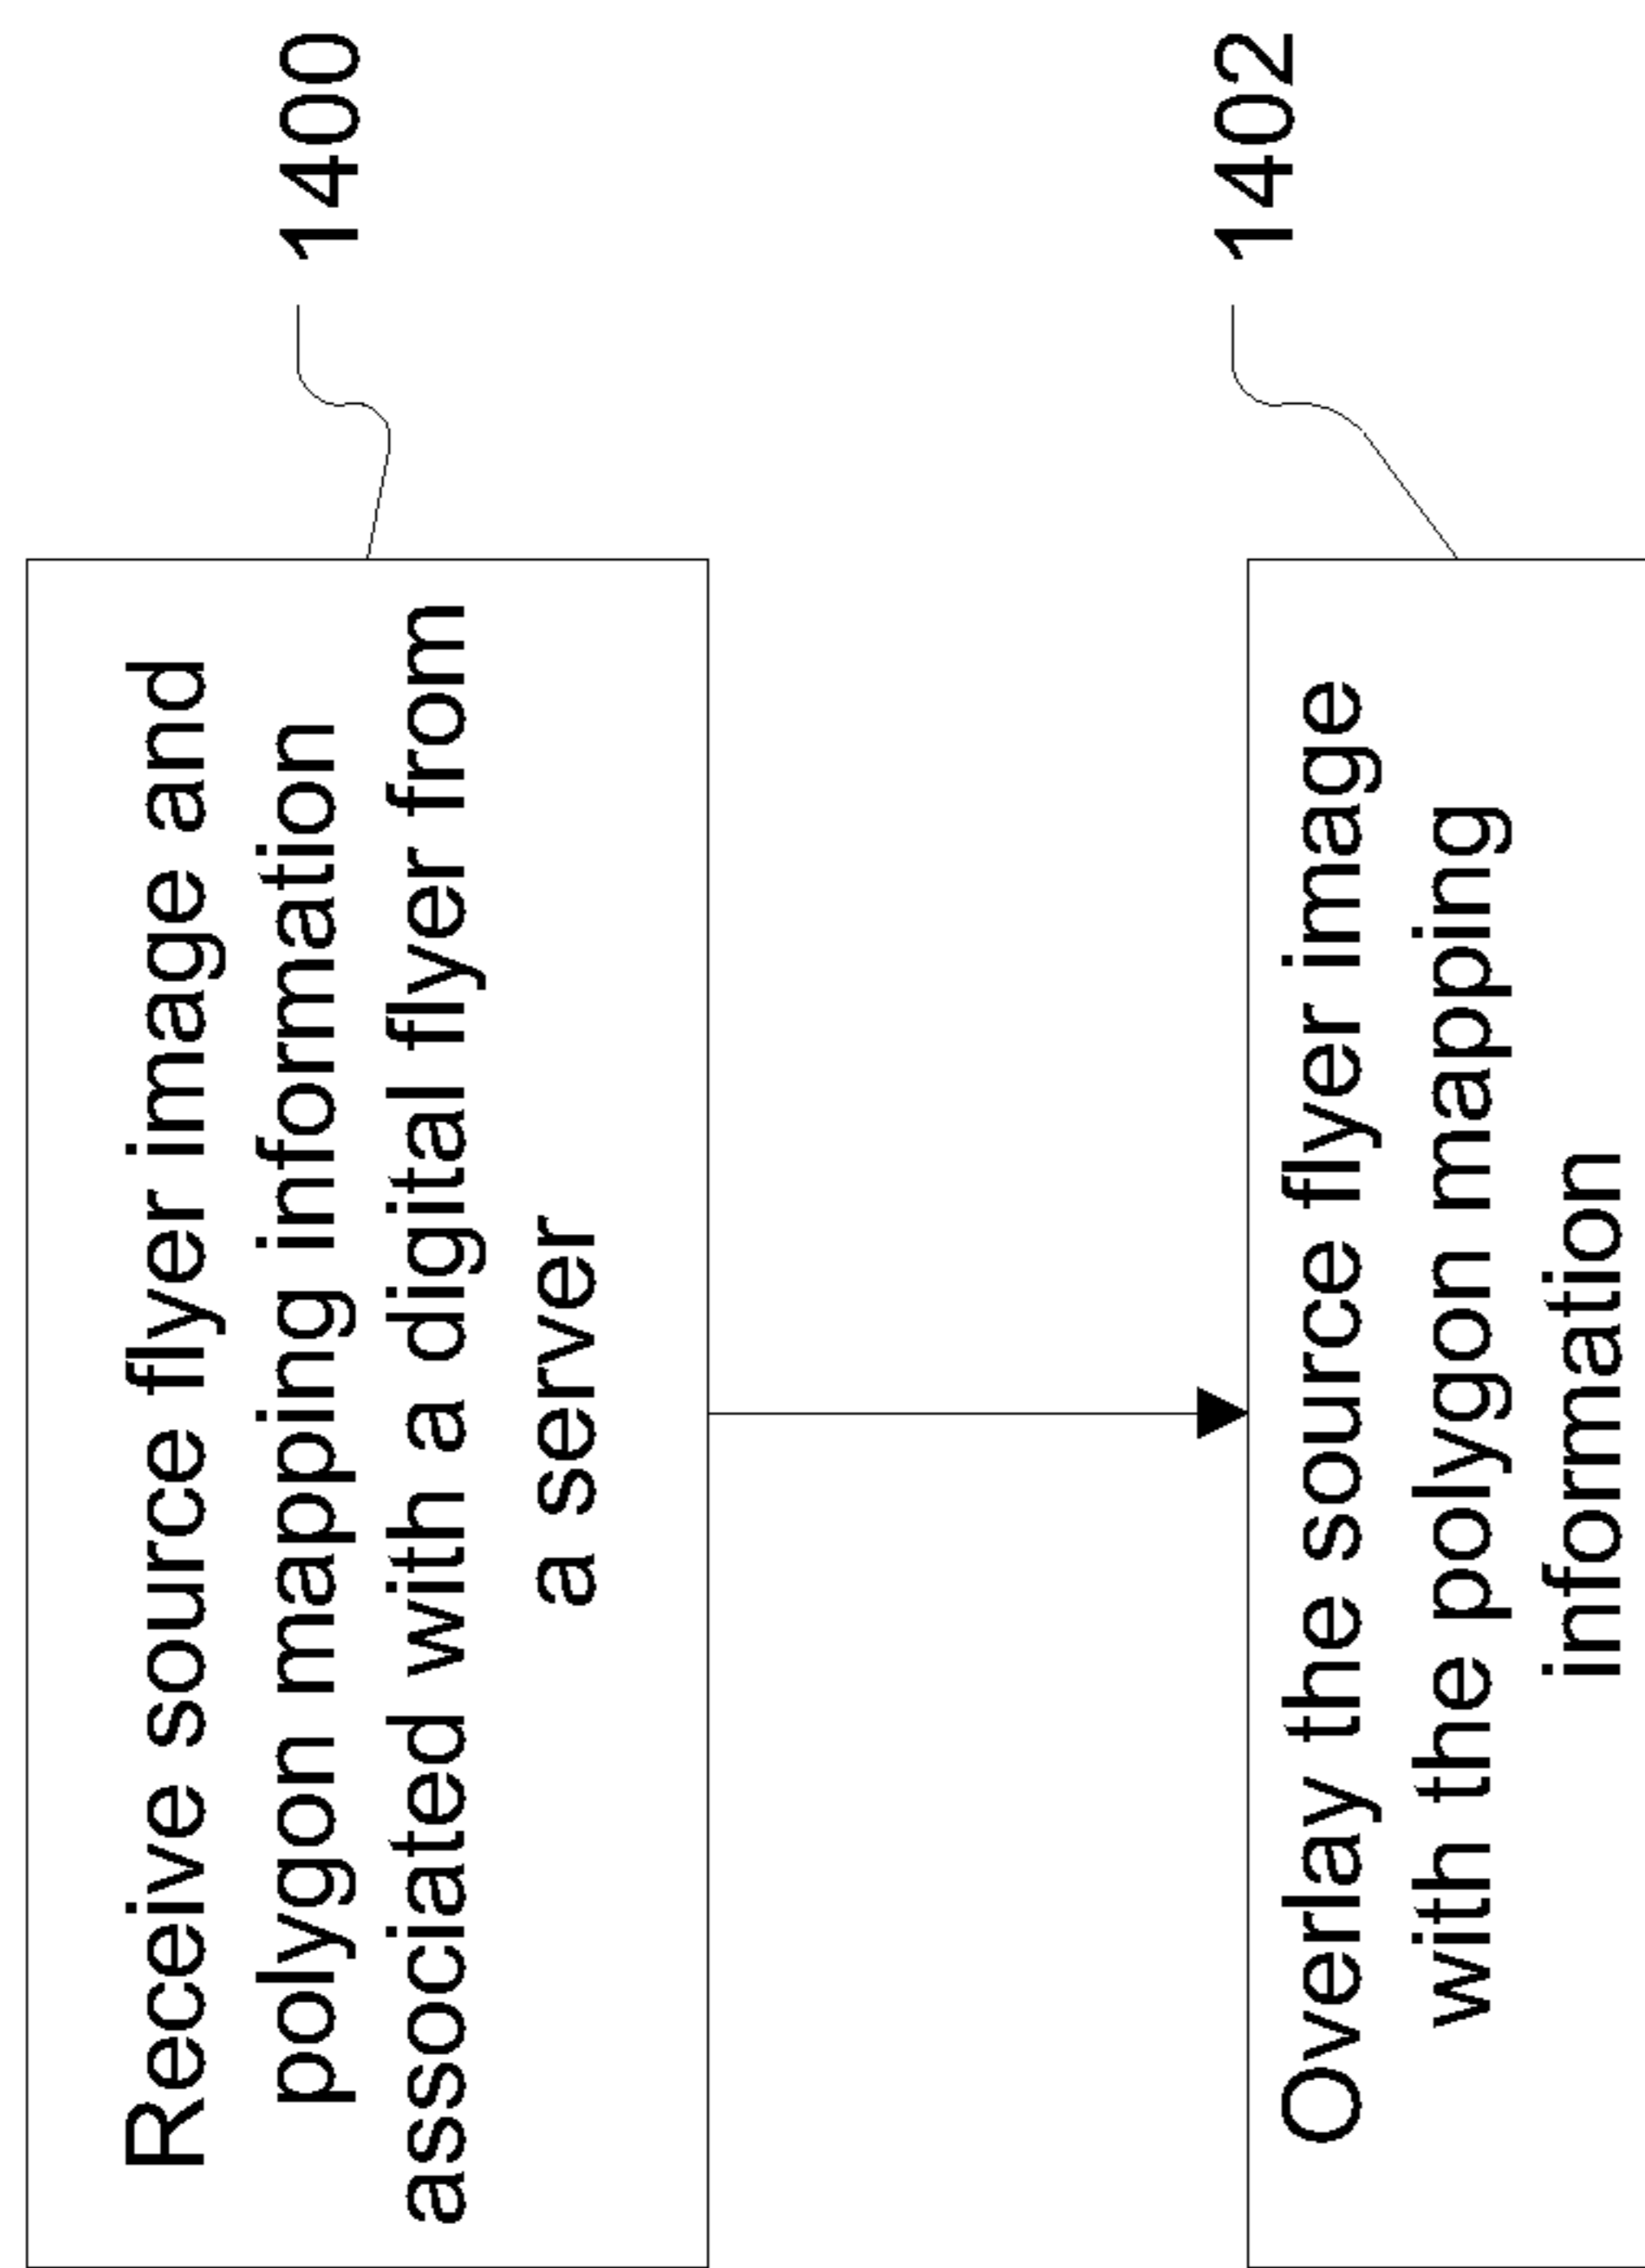 Receive source flyer image and
polygon mapping information
associated with a digital flyer from
a server
1400
Overlay the source flyer image
with the polygon mapping
information
1402